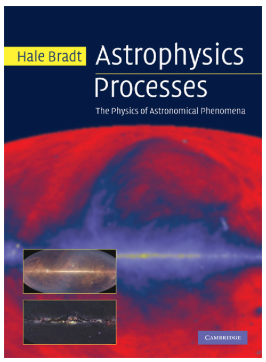 Hale Bradt
Astrophysics
Processes
The Physics of Astronomical Phenomena
CAMBRIDGE